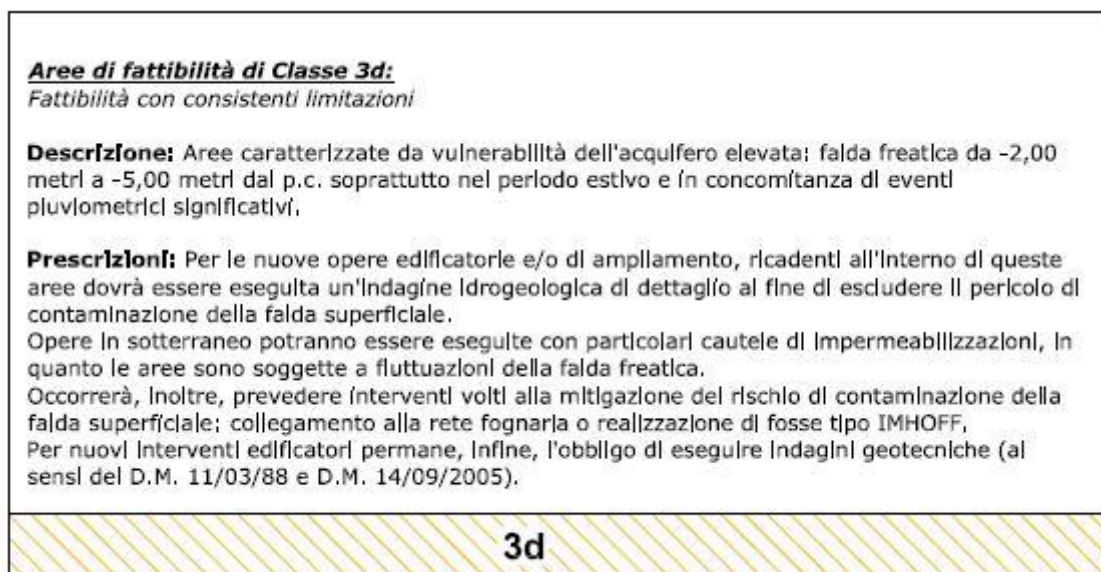 Aree di fattibilità di Classe 3d:
Fattibilità con consistenti limitazioni
Descrizione: Aree caratterizzate da vulnerabilità dell'acquifero elevata: falda freatica da -2,00
metri a -5,00 metri dal p.c. soprattutto nel periodo estivo e in concomitanza di eventi
pluviometrici significativi.
Prescrizioni: Per le nuove opere edificatorie e/o di ampliamento, ricadenti all'interno di queste
aree dovrà essere eseguita un'indagine idrogeologica di dettaglio al fine di escludere il pericolo di
contaminazione della falda superficiale.
Opere in sotterraneo potranno essere eseguite con particolari cautele di impermeabilizzazioni, in
quanto le aree sono soggette a fluttuazioni della falda freatica.
Occorrerà, inoltre, prevedere interventi volti alla mitigazione del rischio di contaminazione della
falda superficiale: collegamento alla rete fognaria o realizzazione di fosse tipo IMHOFF.
Per nuovi interventi edificatori permane, infine, l'obbligo di eseguire indagini geotecniche (ai
sensi del D.M. 11/03/88 e D.M. 14/09/2005).
3d